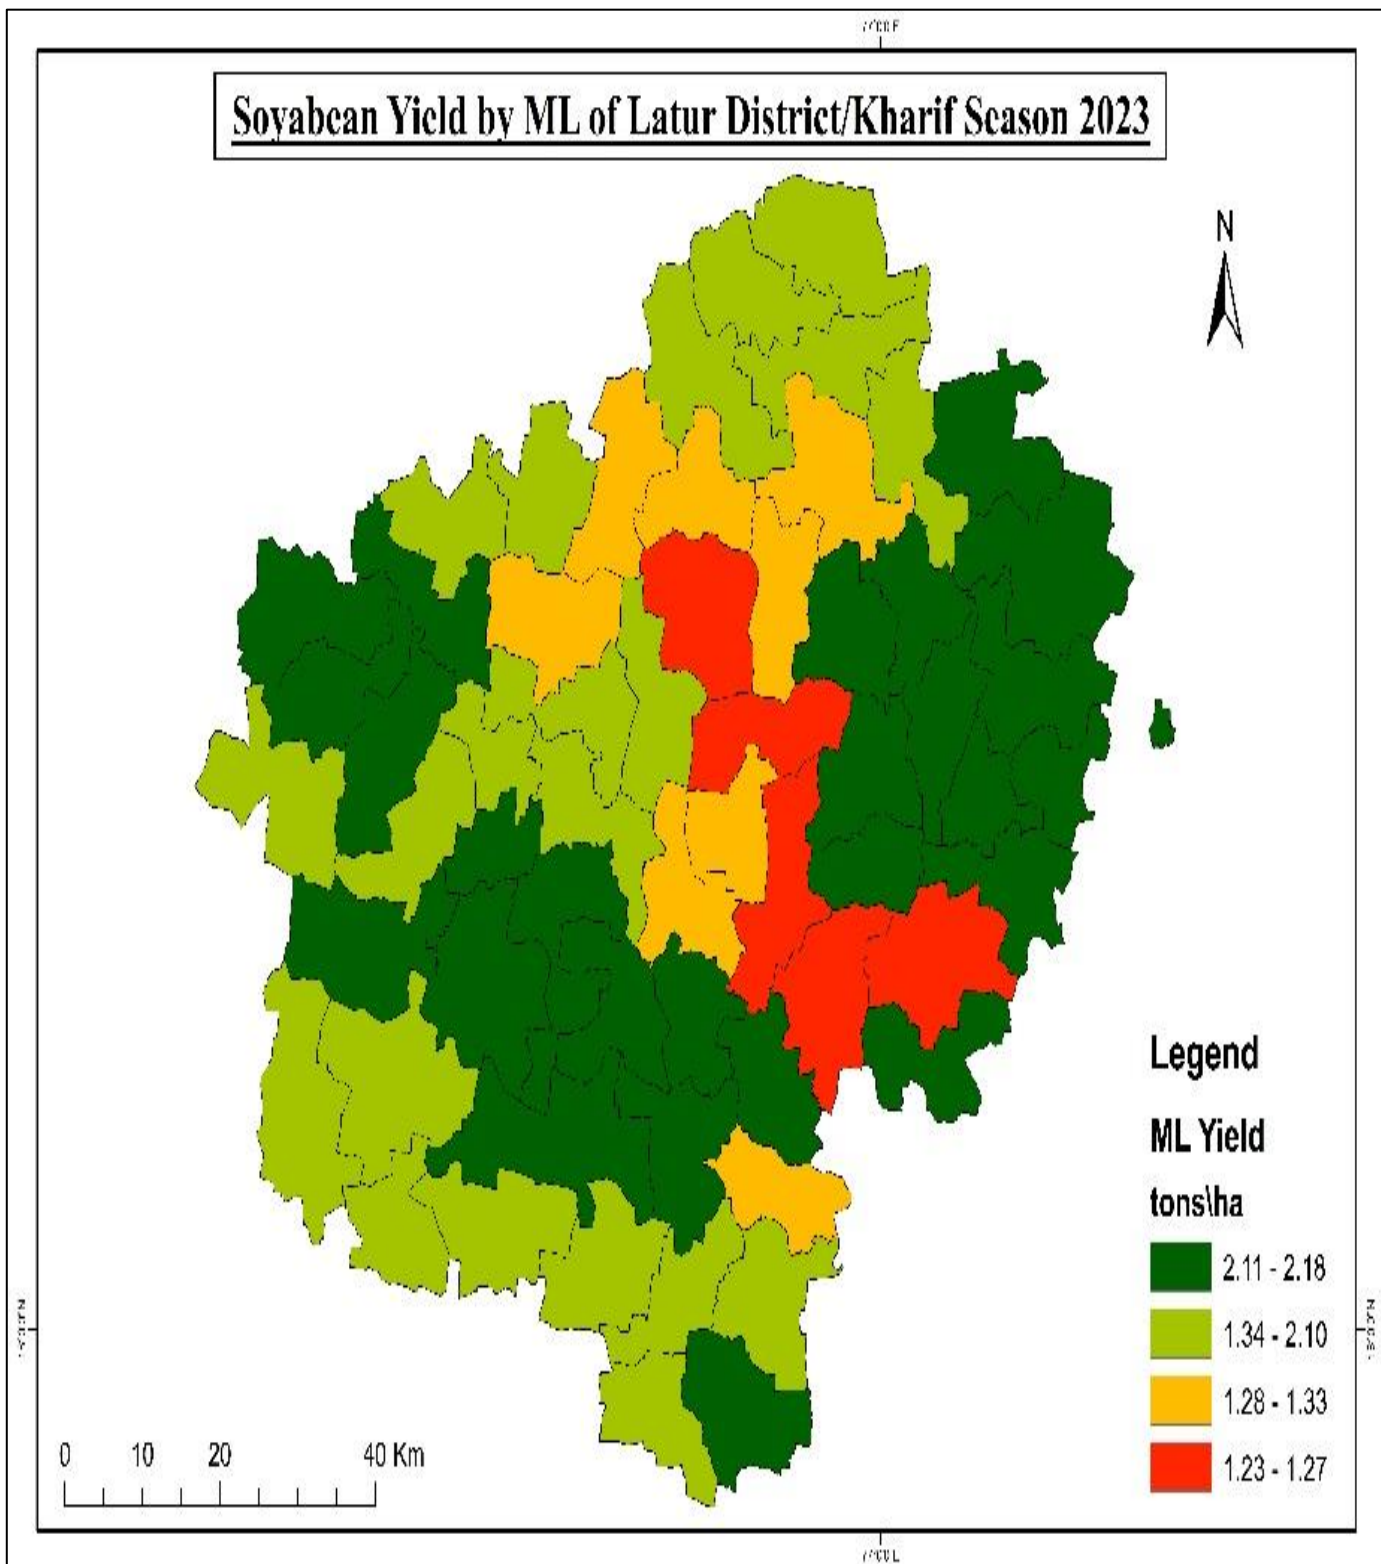 Soyabean Yield by ML of Latur District/Kharif Season 2023
N
Legend
ML Yield
tons\ha
2.11 - 2.18
1.34 - 2.10
1.28 - 1.33
1.23 - 1.27
0 10 20 40 Km